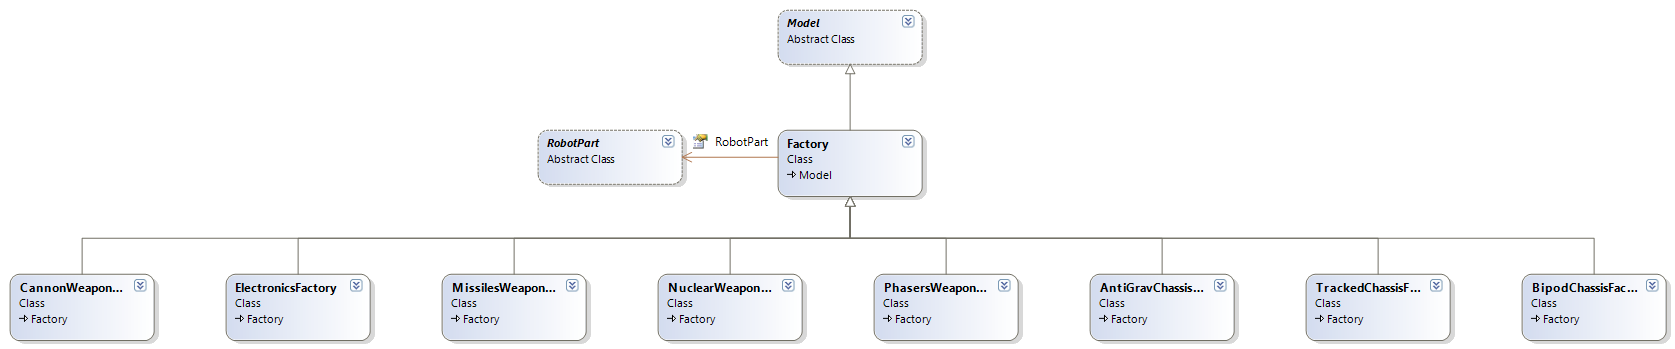 Model
Abstract Class
RobotPart
Abstract Class
RobotPart
Factory
Class
Model
CannonWeapon...
Class
Factory
ElectronicsFactory
Class
Factory
MissilesWeapon...
Class
Factory
NuclearWeapon...
Class
Factory
PhasersWeapon...
Class
Factory
AntiGravChassis...
Class
Factory
TrackedChassisF...
Class
Factory
BipodChassisFac...
Class
Factory